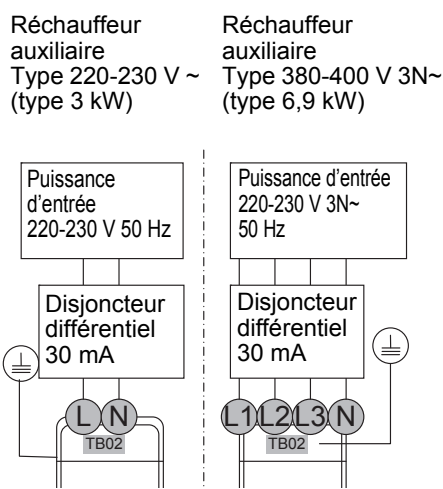 Réchauffeur
auxiliaire
Type 220-230 V ~
(type 3 kW)
Réchauffeur
auxiliaire
Type 380-400 V 3N~
(type 6,9 kW)
Puissance
d'entrée
220-230 V 50 Hz
Disjoncteur
différentiel
30 mA
L N
TB02
Puissance d'entrée
220-230 V 3N~
50 Hz
Disjoncteur
différentiel
30 mA
L1 L2 L3 N
TB02